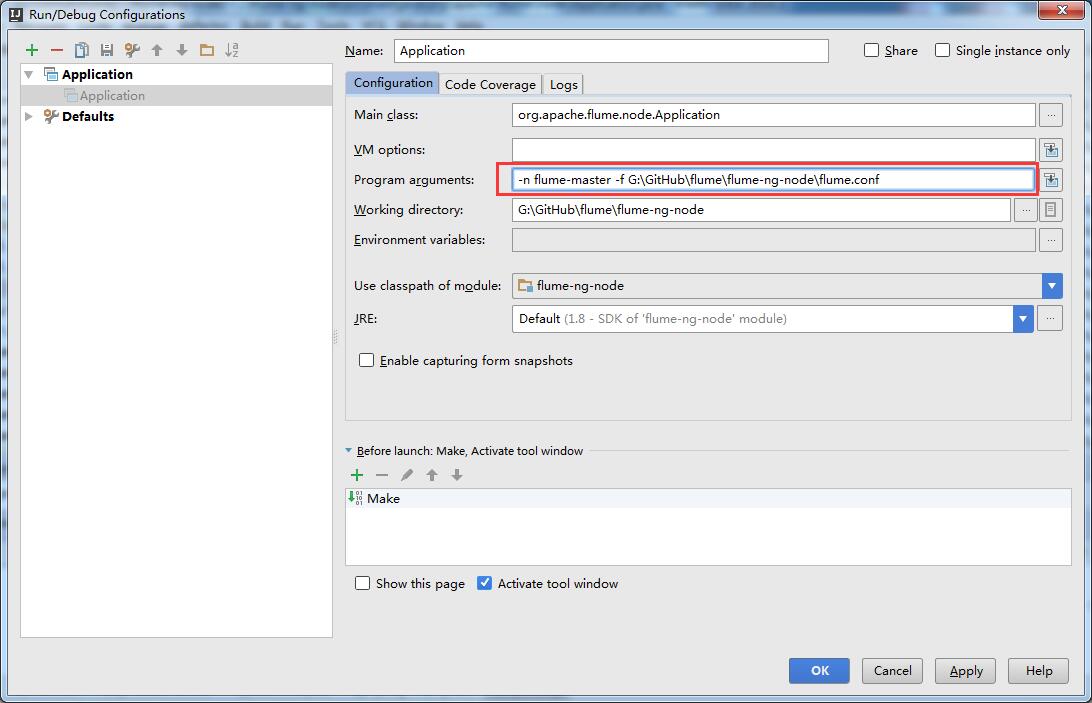 Run/Debug Configurations
Name: Application Share Single instance only
Application
Application
Defaults
Configuration Code Coverage Logs
Main class: org.apache.flume.node.Application ...
VM options:
Program arguments: -n flume-master -f G:\GitHub\flume\flume-ng-node\flume.conf
Working directory: G:\GitHub\flume\flume-ng-node ...
Environment variables: ...
Use classpath of module: flume-ng-node
JRE: Default (1.8 - SDK of 'flume-ng-node' module) ...
Enable capturing form snapshots
Before launch: Make, Activate tool window
Make
Show this page Activate tool window
OK Cancel Apply Help